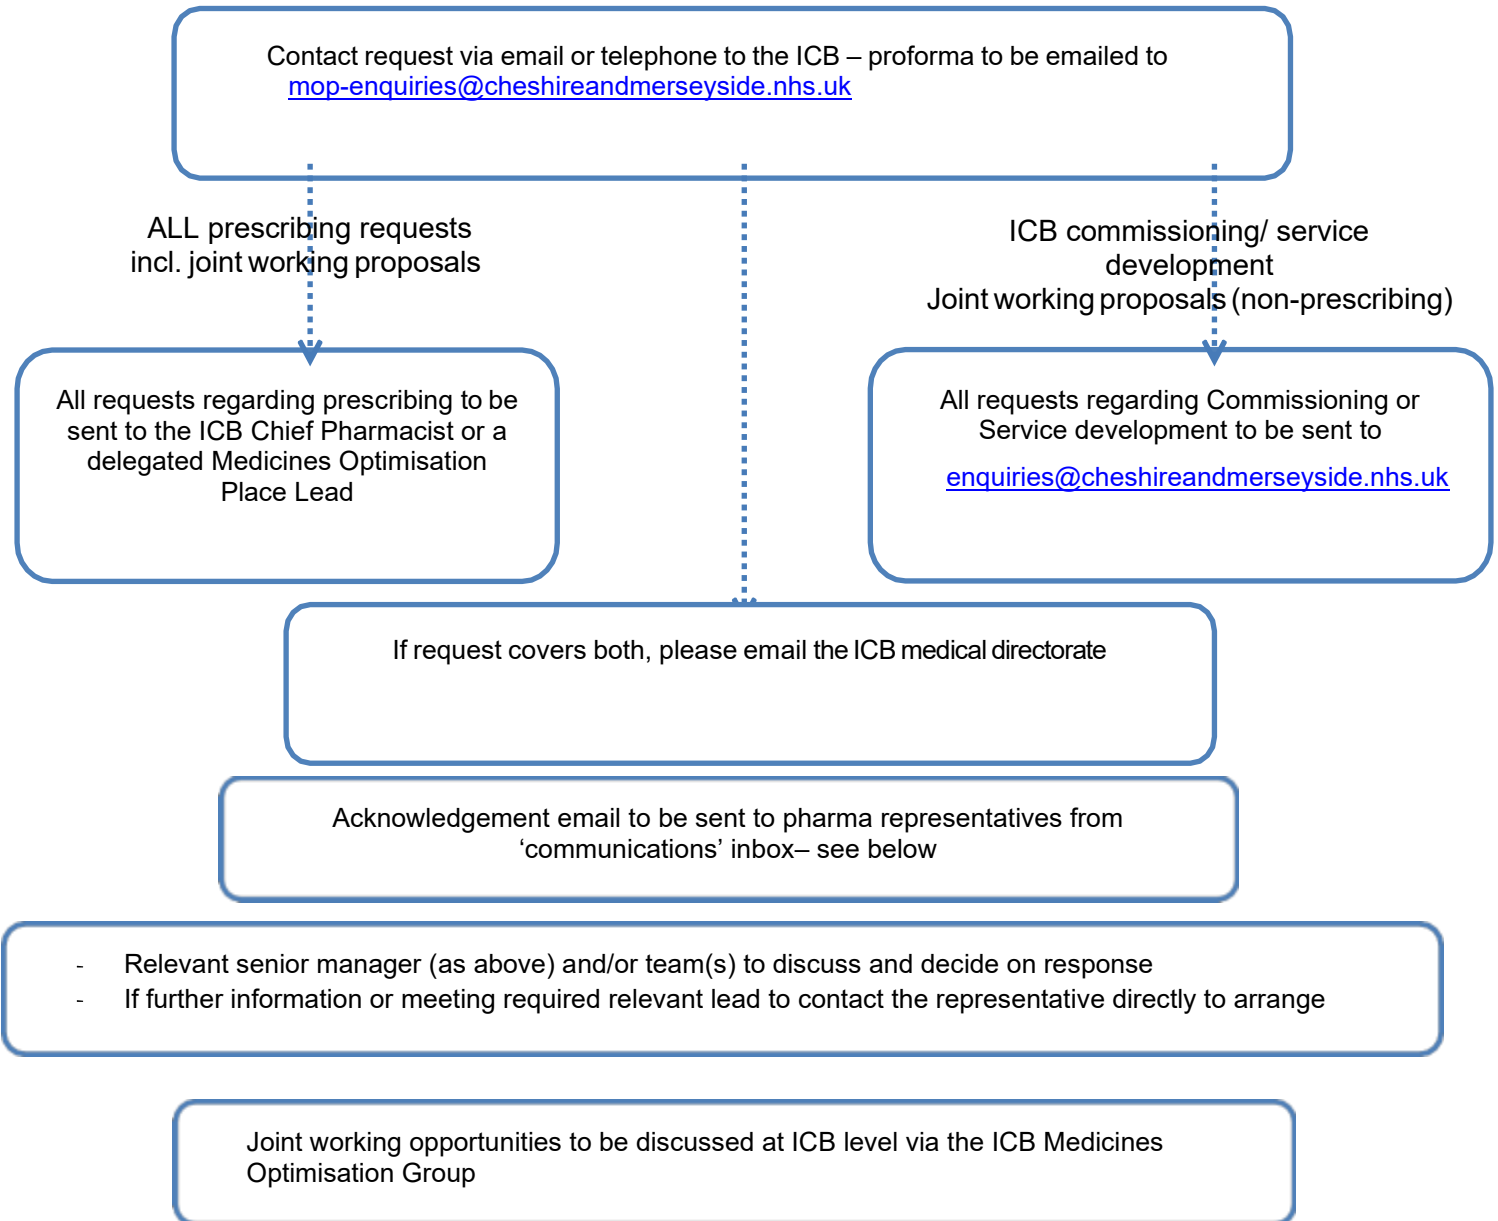 Contact request via email or telephone to the ICB – proforma to be emailed to
mop-enquiries@cheshireandmerseyside.nhs.uk
ALL prescribing requests
incl. joint working proposals
ICB commissioning/ service
development
Joint working proposals (non-prescribing)
All requests regarding prescribing to be
sent to the ICB Chief Pharmacist or a
delegated Medicines Optimisation
Place Lead
All requests regarding Commissioning or
Service development to be sent to
enquiries@cheshireandmerseyside.nhs.uk
If request covers both, please email the ICB medical directorate
Acknowledgement email to be sent to pharma representatives from
‘communications’ inbox– see below
- Relevant senior manager (as above) and/or team(s) to discuss and decide on response
- If further information or meeting required relevant lead to contact the representative directly to arrange
Joint working opportunities to be discussed at ICB level via the ICB Medicines
Optimisation Group